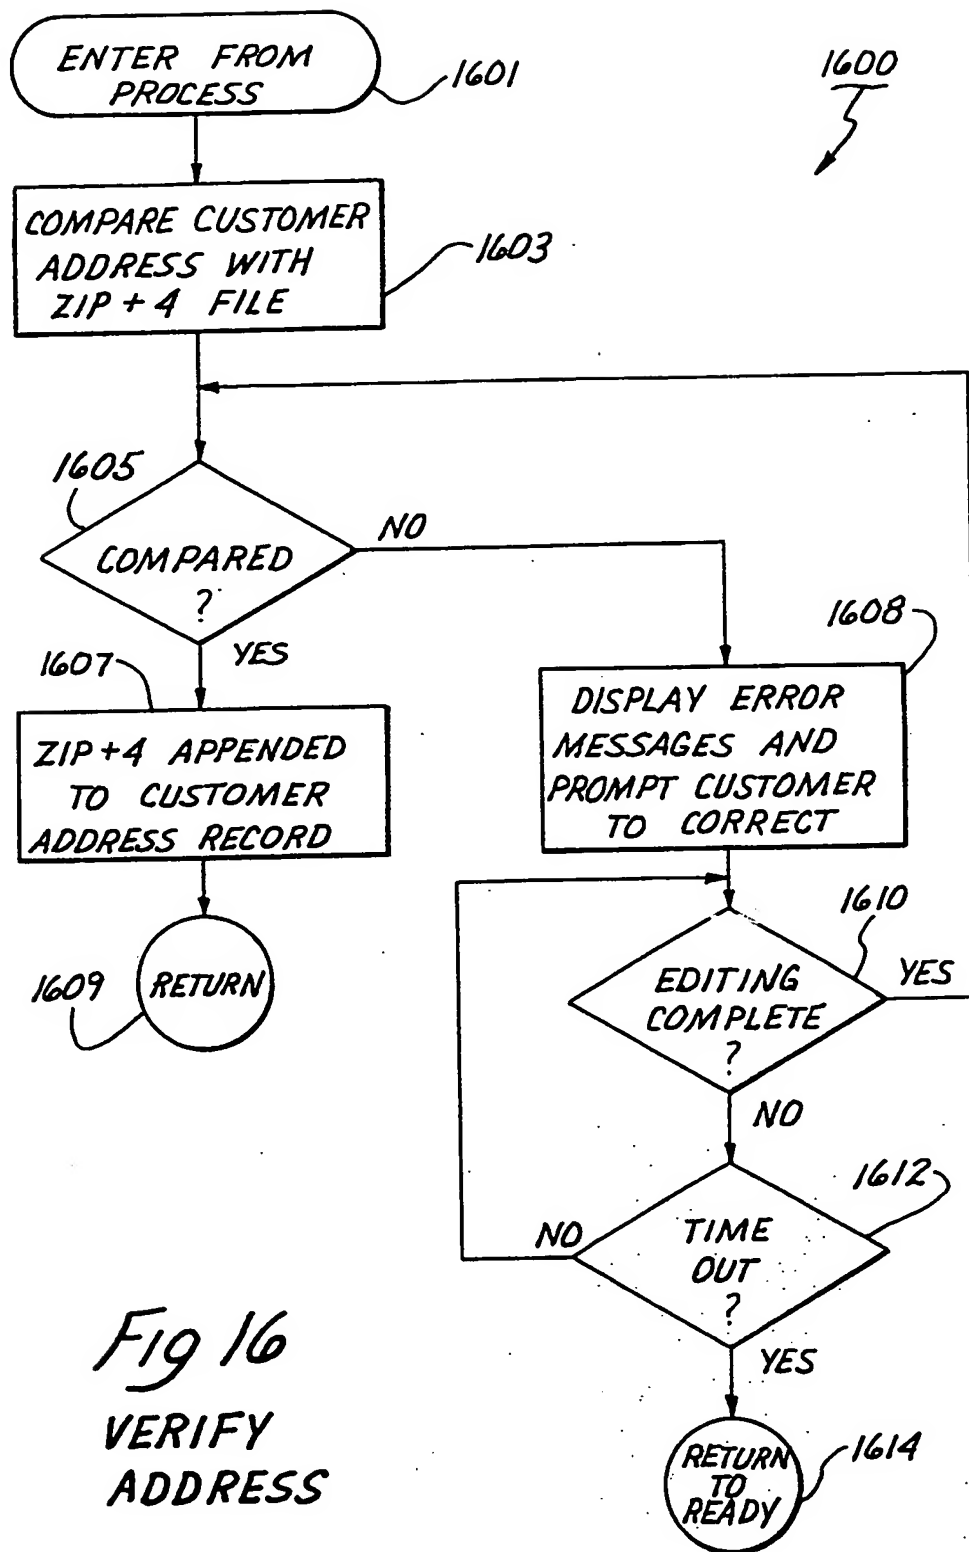 ENTER FROM
PROCESS
1601
1600
COMPARE CUSTOMER
ADDRESS WITH
ZIP + 4 FILE
1603
1605
COMPARED
?
NO
YES
1607
ZIP+4 APPENDED
TO CUSTOMER
ADDRESS RECORD
RETURN
1609
1608
DISPLAY ERROR
MESSAGES AND
PROMPT CUSTOMER
TO CORRECT
1610
EDITING
COMPLETE
?
YES
NO
1612
TIME
OUT
?
NO
YES
RETURN
TO
READY
1614
Fig 16
VERIFY
ADDRESS